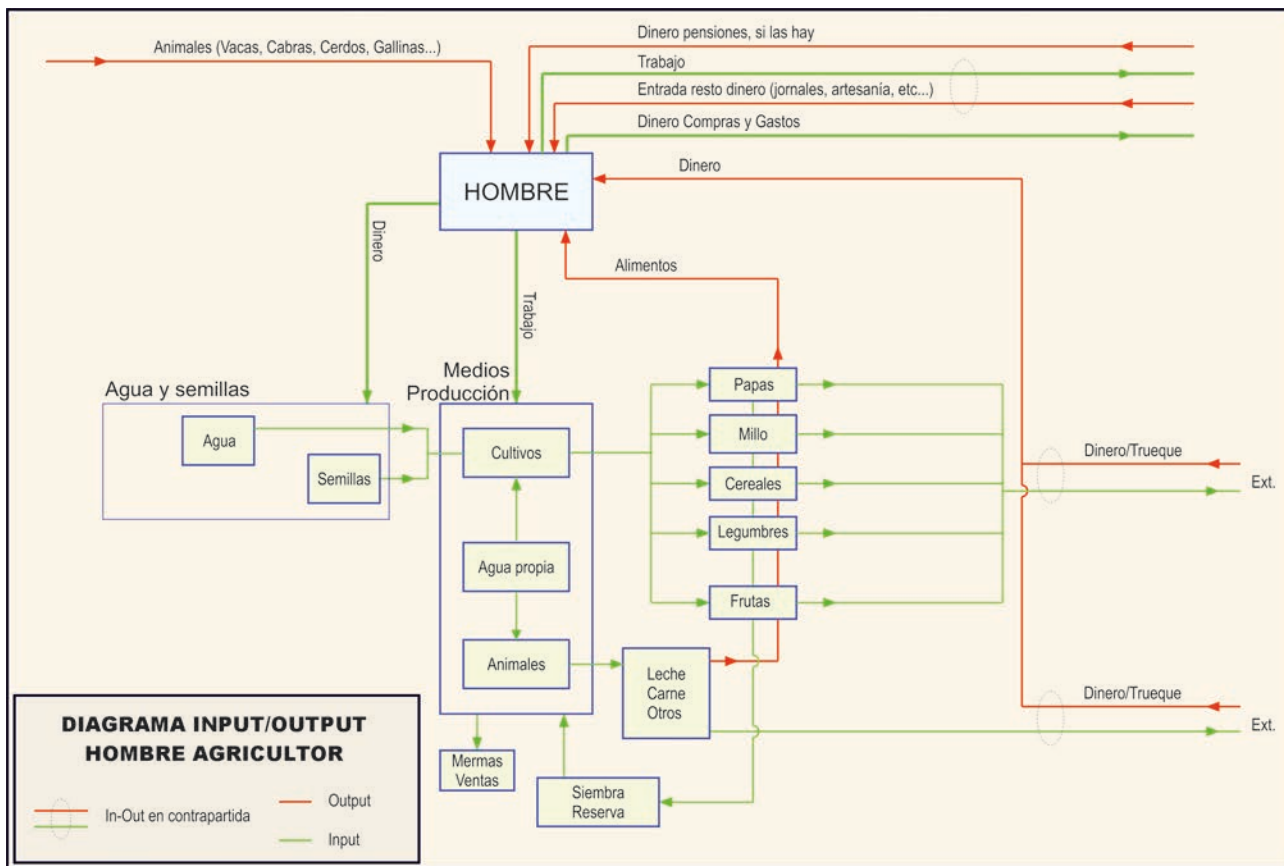 Animales (Vacas, Cabras, Cerdos, Gallinas...)
Dinero pensiones, si las hay
Trabajo
Entrada resto dinero (jornales, artesanía, etc...)
Dinero Compras y Gastos
HOMBRE
Dinero
Dinero
Trabajo
Alimentos
Agua y semillas
Agua
Semillas
Medios
Producción
Cultivos
Agua propia
Animales
Papas
Millo
Cereales
Legumbres
Frutas
Dinero/Trueque
Ext.
Leche
Carne
Otros
Dinero/Trueque
Ext.
Mermas
Ventas
Siembra
Reserva
DIAGRAMA INPUT/OUTPUT
HOMBRE AGRICULTOR
In-Out en contrapartida
Output
Input